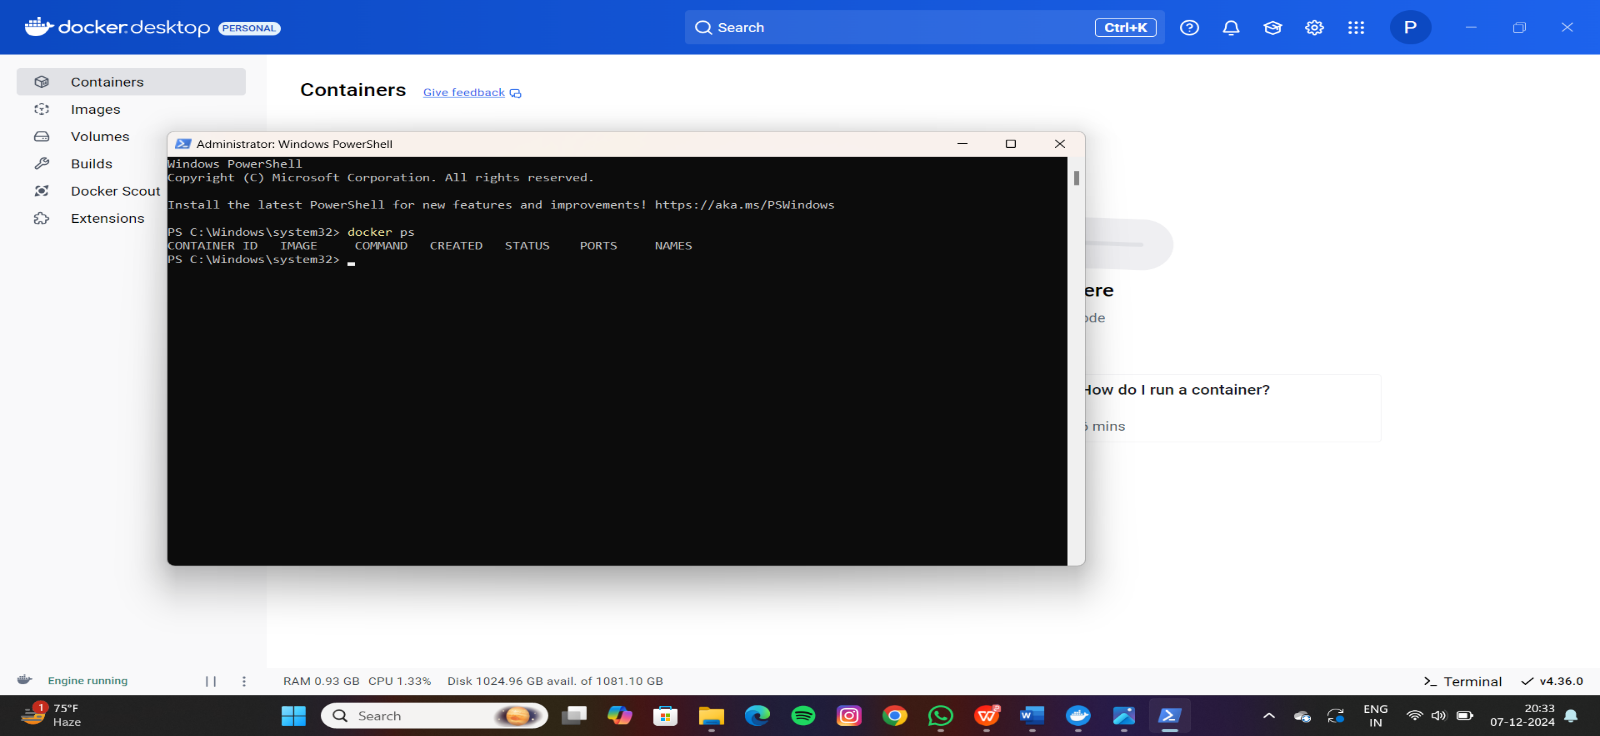 docker desktop PERSONAL
Search Ctrl+K
P
Containers
Images
Volumes
Builds
Docker Scout
Extensions
Containers Give feedback
Administrator: Windows PowerShell
Windows PowerShell
Copyright (C) Microsoft Corporation. All rights reserved.
Install the latest PowerShell for new features and improvements! https://aka.ms/PSWindows
PS C:\Windows\system32> docker ps
CONTAINER ID IMAGE COMMAND CREATED STATUS PORTS NAMES
PS C:\Windows\system32>
ere
ode
How do I run a container?
6 mins
Engine running
RAM 0.93 GB CPU 1.33% Disk 1024.96 GB avail. of 1081.10 GB
>_ Terminal v4.36.0
1
75°F
Haze
Search
ENG
IN
20:33
07-12-2024